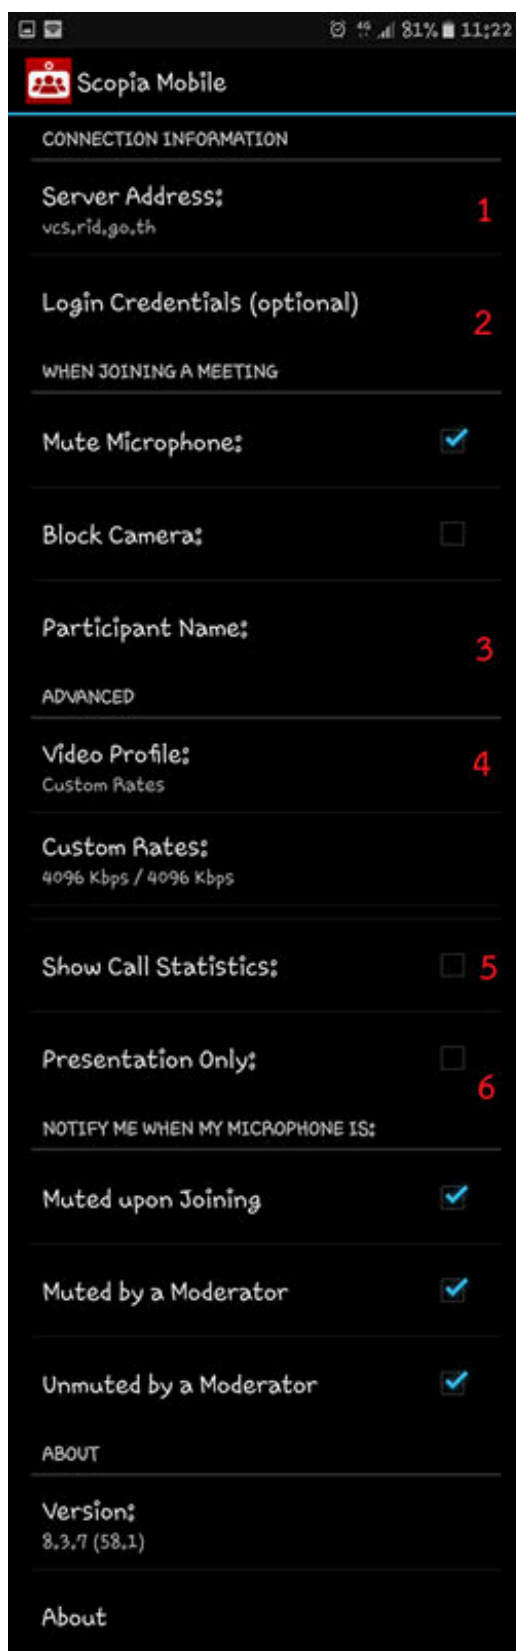 4G 81% 11:22
Scopia Mobile
CONNECTION INFORMATION
Server Address:
1
vcs.rid.go.th
Login Credentials (optional)
2
WHEN JOINING A MEETING
Mute Microphone:
Block Camera:
Participant Name:
3
ADVANCED
Video Profile:
4
Custom Rates
Custom Rates:
4096 Kbps / 4096 Kbps
Show Call Statistics: 5
Presentation Only:
6
NOTIFY ME WHEN MY MICROPHONE IS:
Muted upon Joining
Muted by a Moderator
Unmuted by a Moderator
ABOUT
Version:
8.3.7 (58.1)
About